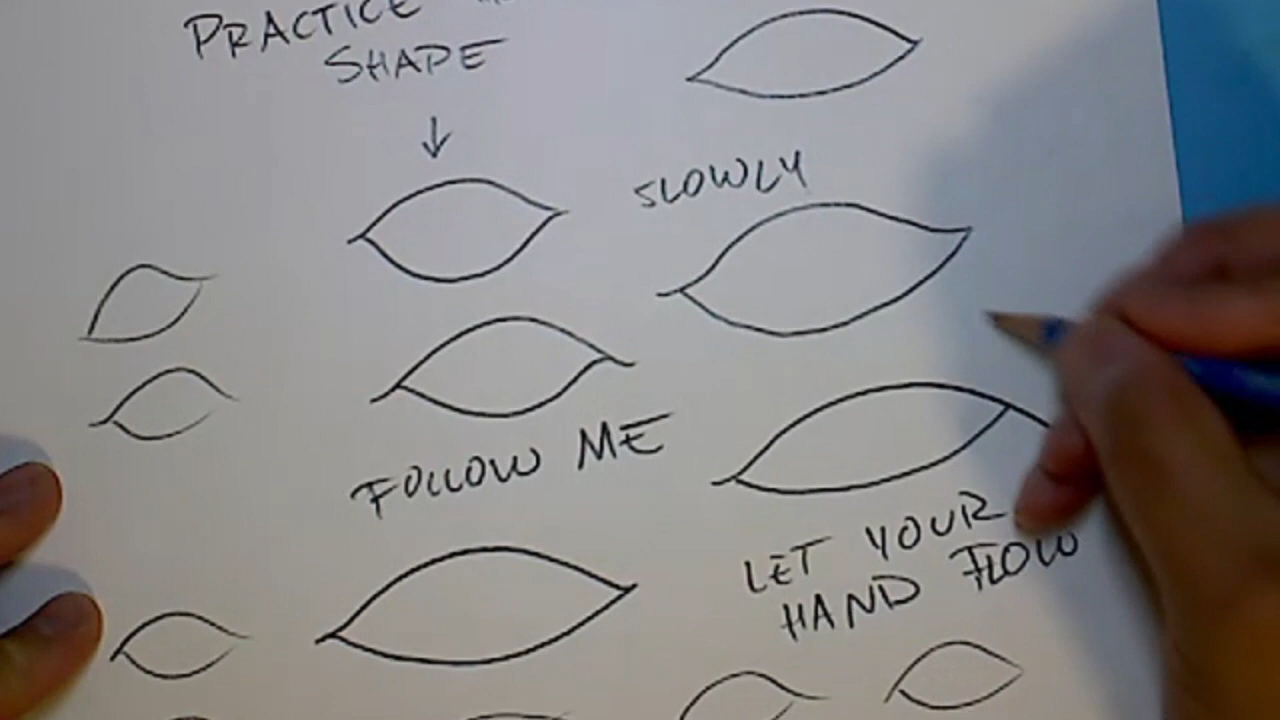 PRACTICE
SHAPE
SLOWLY
FOLLOW ME
LET YOUR
HAND FLOW